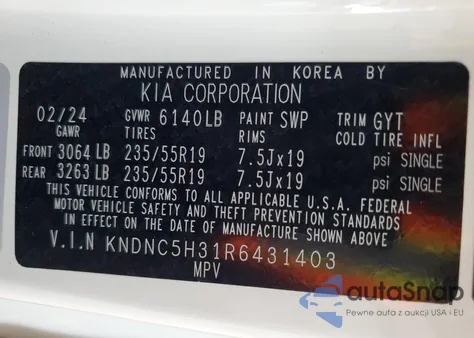 MANUFACTURED IN KOREA BY
KIA CORPORATION
02/24 GVWR 6140LB PAINT SWP TRIM GYT
GAWR TIRES RIMS COLD TIRE INFL
FRONT 3064 LB 235/55R19 7.5Jx19 psi SINGLE
REAR 3263 LB 235/55R19 7.5Jx19 psi SINGLE
THIS VEHICLE CONFORMS TO ALL APPLICABLE U.S.A. FEDERAL
MOTOR VEHICLE SAFETY AND THEFT PREVENTION STANDARDS
IN EFFECT ON THE DATE OF MANUFACTURE SHOWN ABOVE
V.I.N KNDNC5H31R6431403
MPV
autoSnap
Pewne auta z aukcji USA i EU